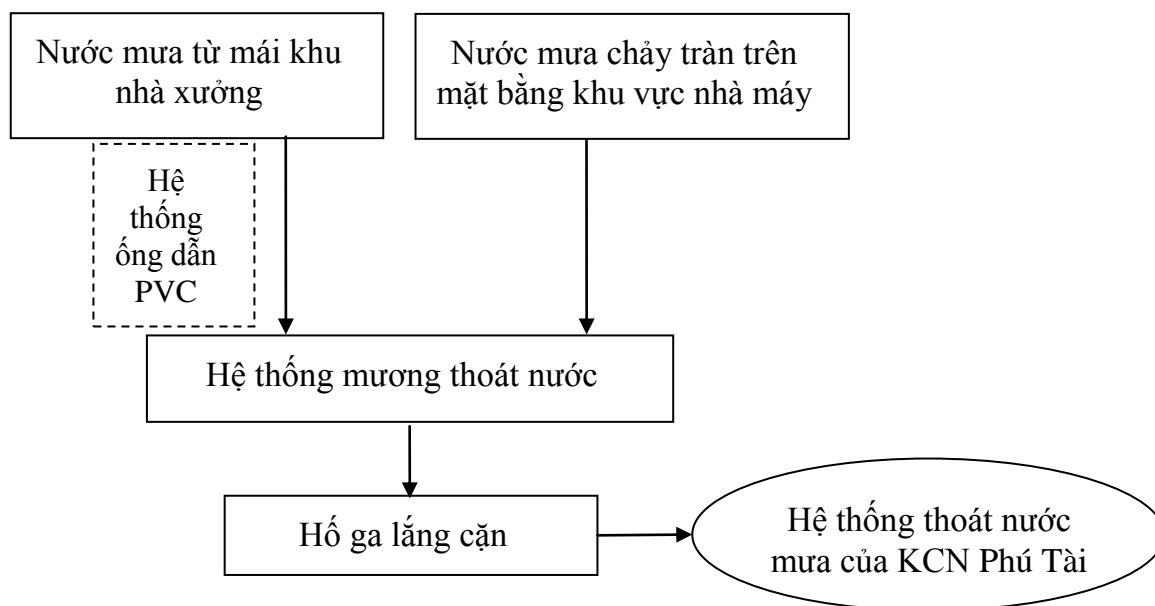 Nước mưa từ mái khu
nhà xưởng
Nước mưa chảy tràn trên
mặt bằng khu vực nhà máy
Hệ
thống
ống dẫn
PVC
Hệ thống mương thoát nước
Hố ga lắng cặn
Hệ thống thoát nước
mưa của KCN Phú Tài